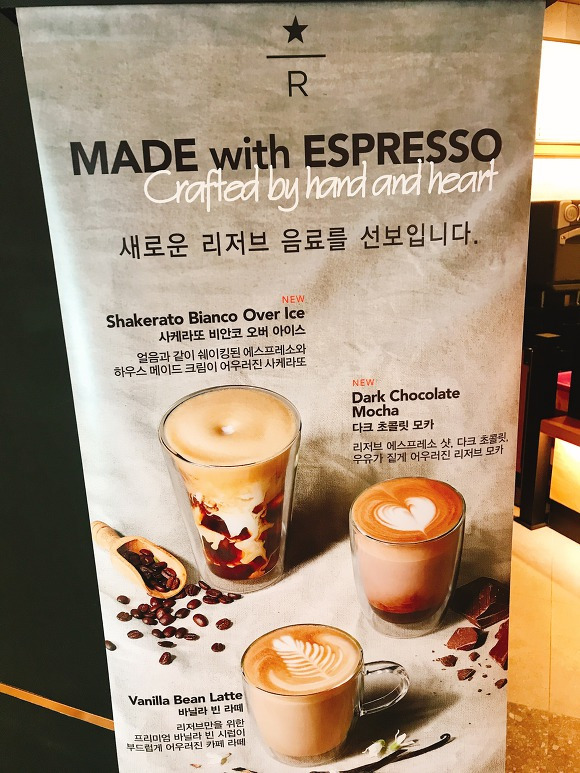 R
MADE with ESPRESSO
Crafted by hand and heart
새로운 리저브 음료를 선보입니다.
NEW
Shakerato Bianco Over Ice
사케라또 비안코 오버 아이스
얼음과 같이 쉐이킹된 에스프레소와
하우스 메이드 크림이 어우러진 사케라또
NEW
Dark Chocolate
Mocha
다크 초콜릿 모카
리저브 에스프레소 샷, 다크 초콜릿,
우유가 짙게 어우러진 리저브 모카
Vanilla Bean Latte
바닐라 빈 라떼
리저브만을 위한
프리미엄 바닐라 빈 시럽이
부드럽게 어우러진 카페 라떼